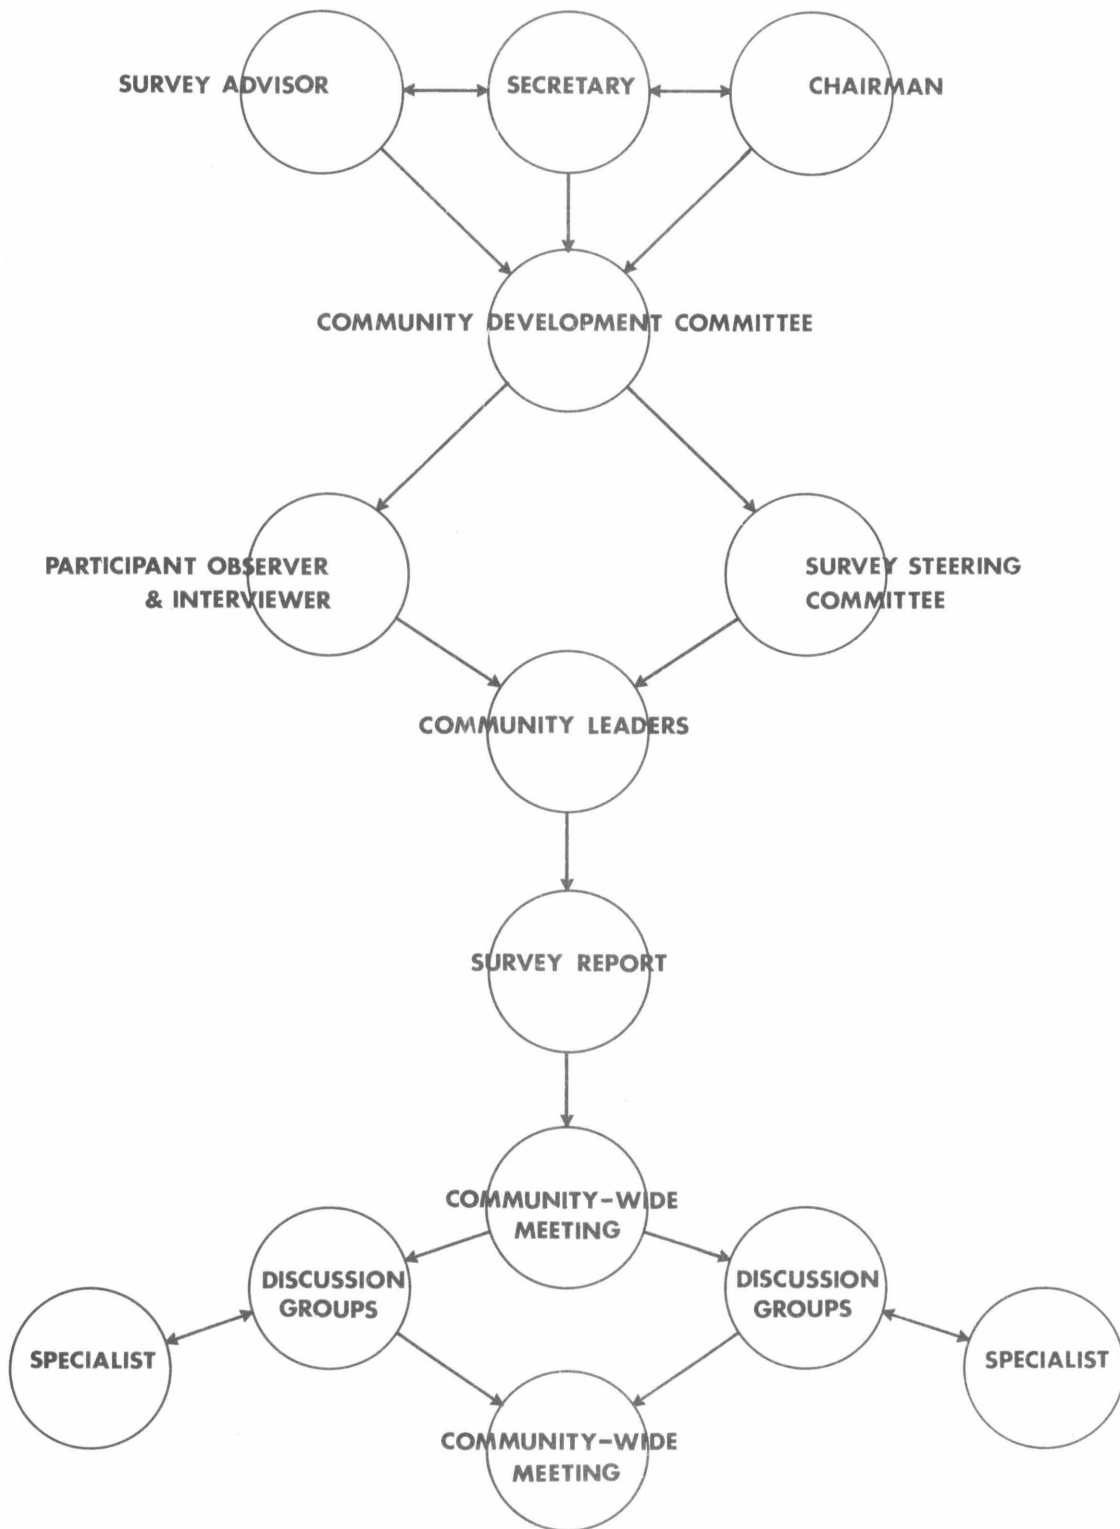 SURVEY ADVISOR
SECRETARY
CHAIRMAN
COMMUNITY DEVELOPMENT COMMITTEE
PARTICIPANT OBSERVER
& INTERVIEWER
SURVEY STEERING
COMMITTEE
COMMUNITY LEADERS
SURVEY REPORT
COMMUNITY-WIDE
MEETING
DISCUSSION
GROUPS
DISCUSSION
GROUPS
SPECIALIST
SPECIALIST
COMMUNITY-WIDE
MEETING